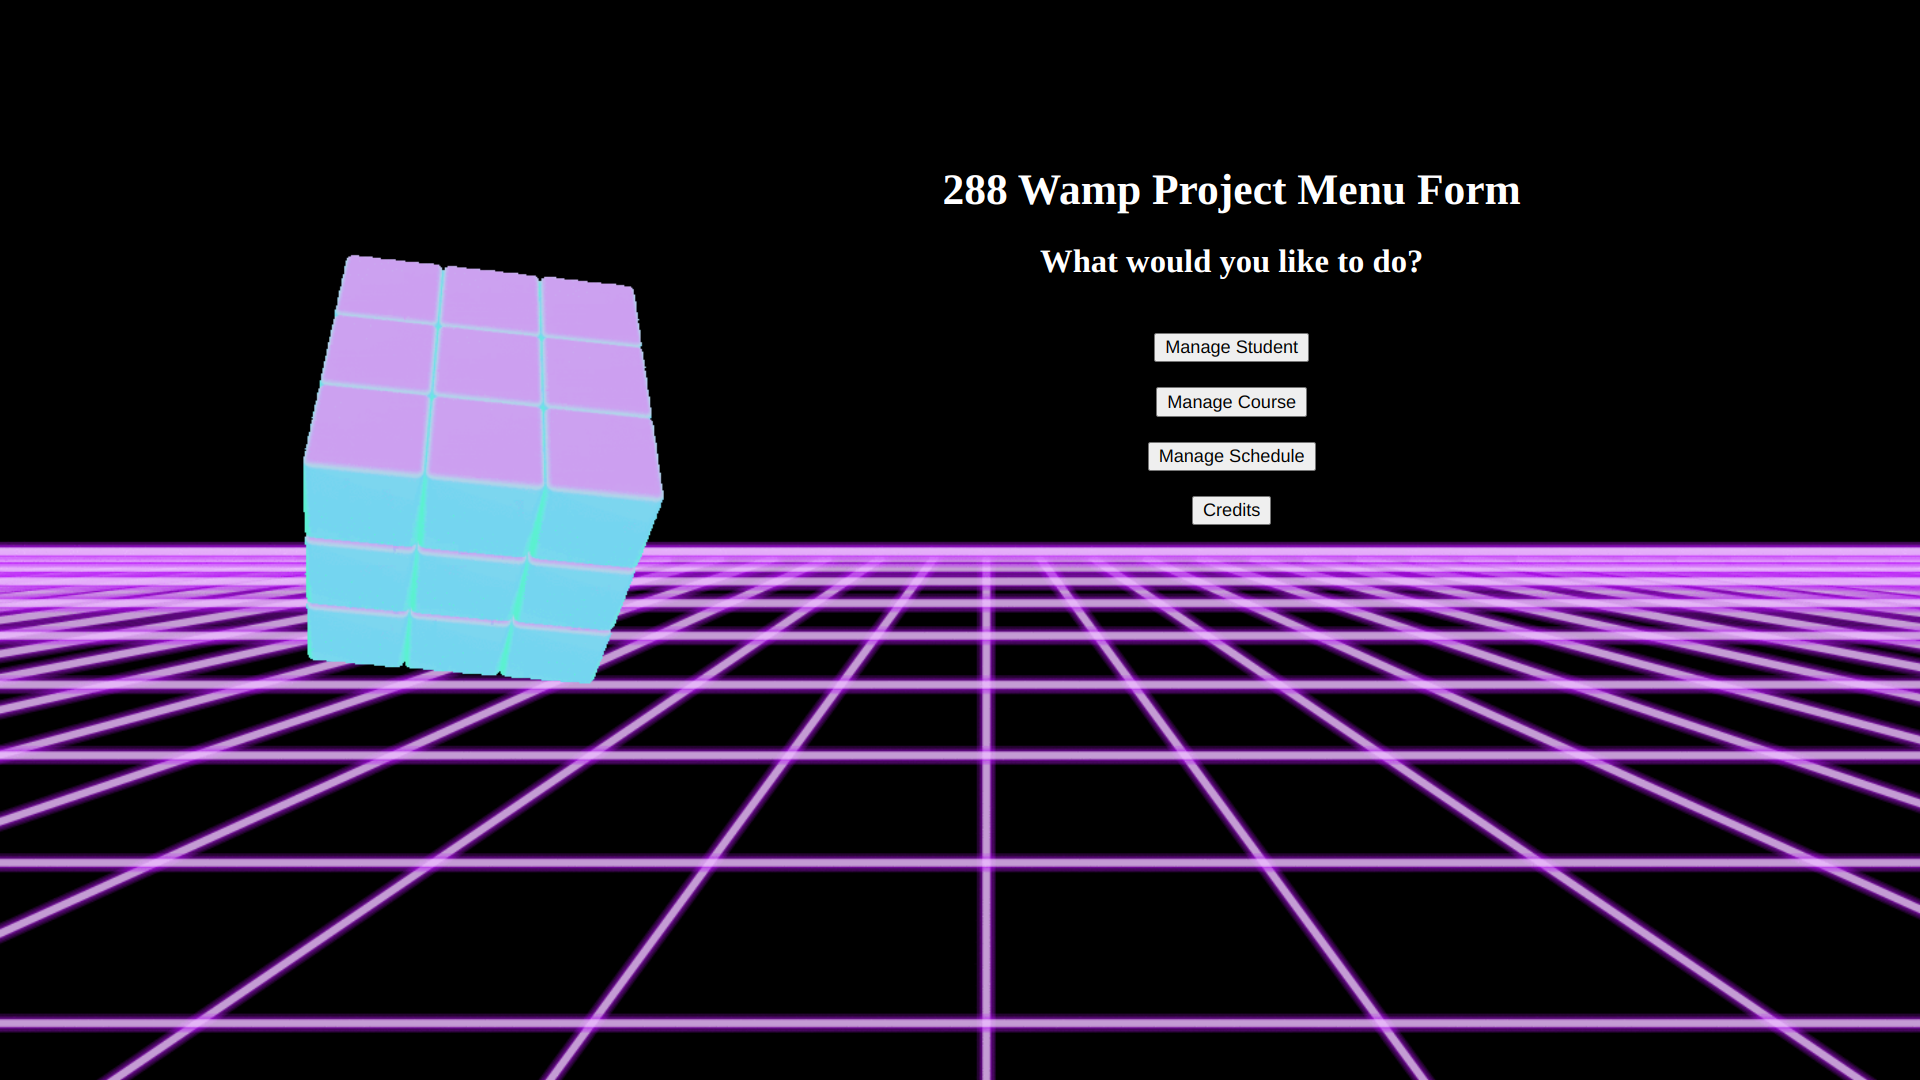 288 Wamp Project Menu Form
What would you like to do?
Manage Student
Manage Course
Manage Schedule
Credits